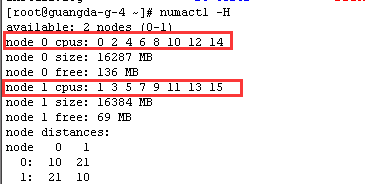 [root@guangda-g-4 ~]# numactl -H
available: 2 nodes (0-1)
node 0 cpus: 0 2 4 6 8 10 12 14
node 0 size: 16287 MB
node 0 free: 136 MB
node 1 cpus: 1 3 5 7 9 11 13 15
node 1 size: 16384 MB
node 1 free: 69 MB
node distances:
node   0   1
  0:  10  21
  1:  21  10